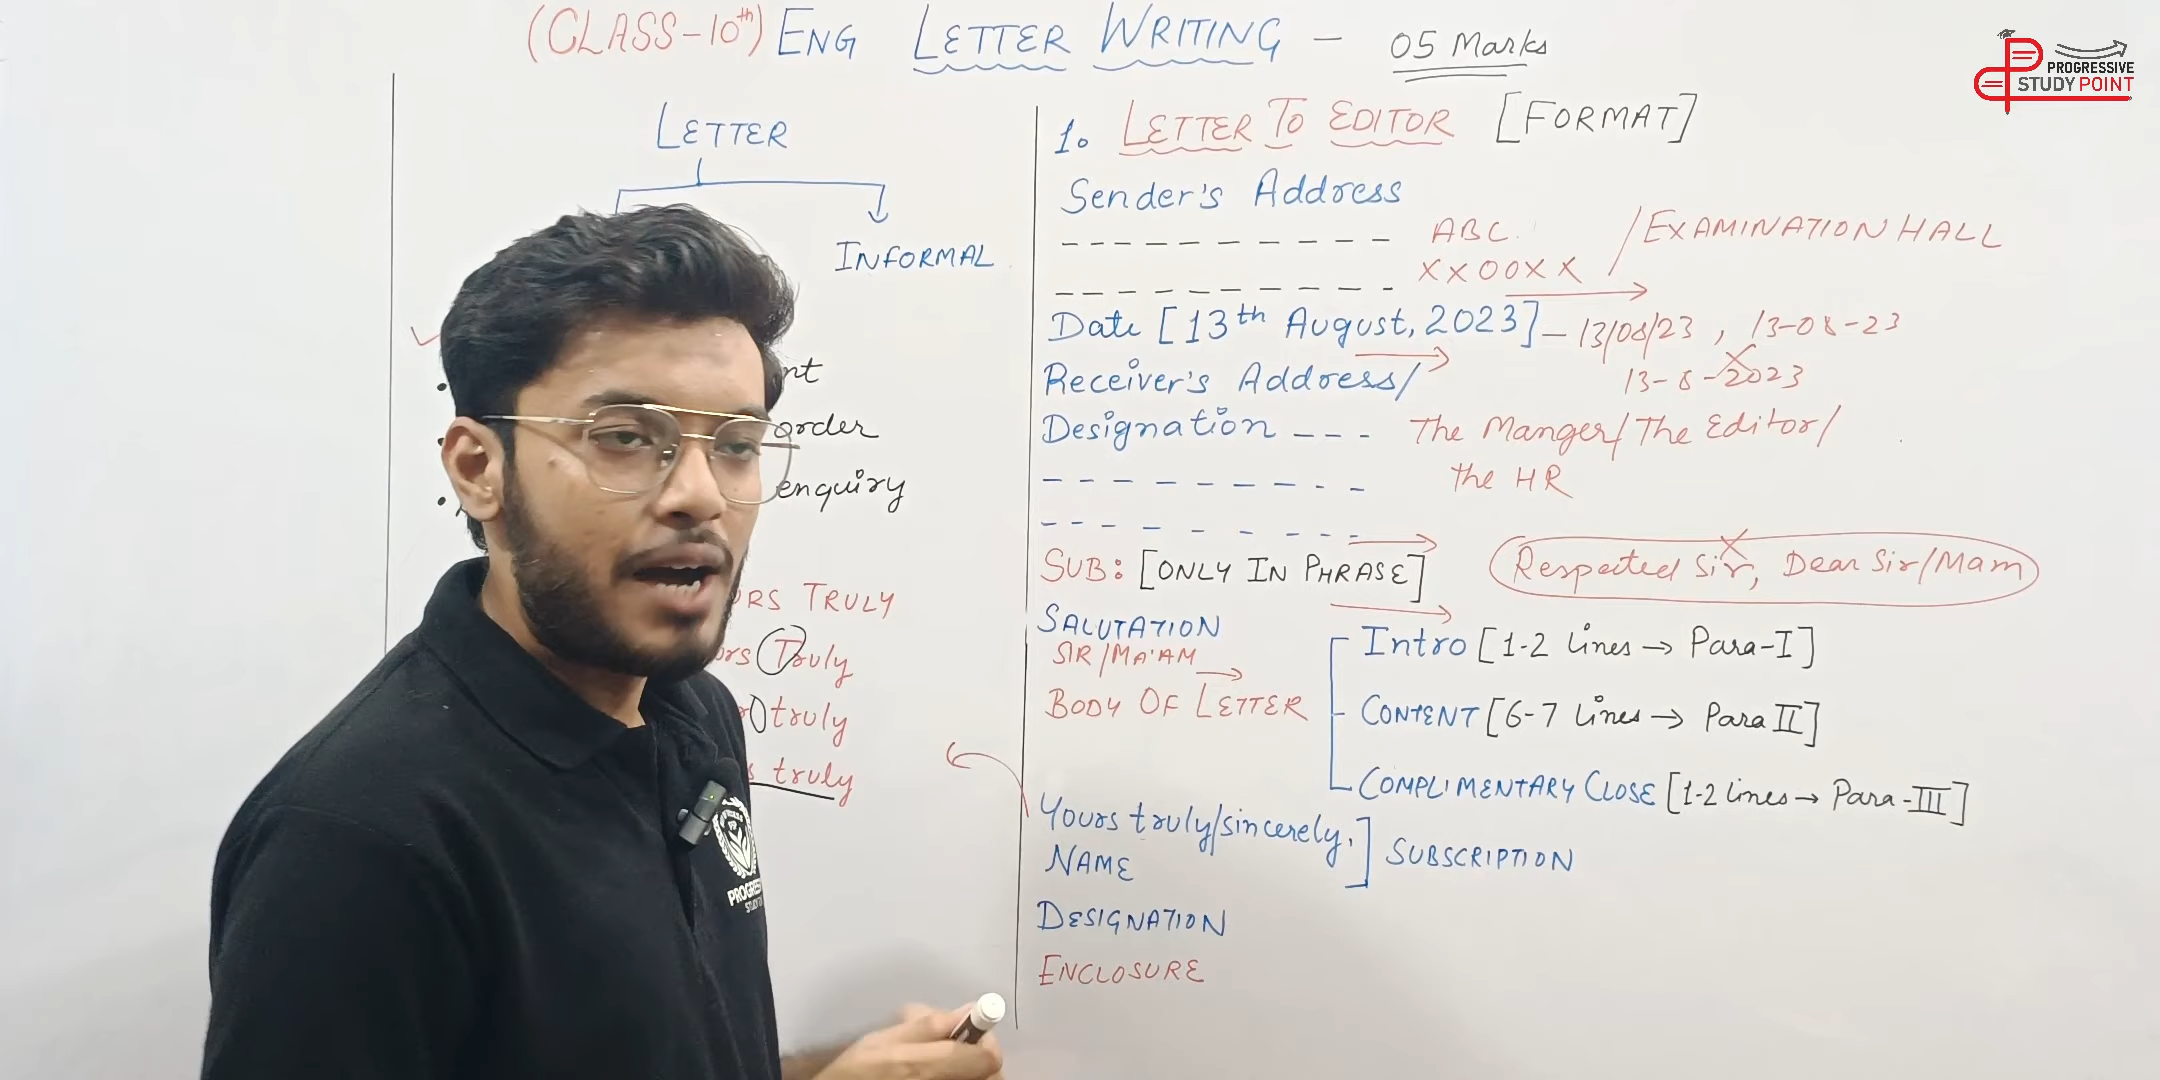 (CLASS-10th) ENG LETTER WRITING - 05 Marks
PROGRESSIVE
STUDY POINT
LETTER
INFORMAL
order
enquiry
TRULY
Truly
truly
truly
1. LETTER TO EDITOR [FORMAT]
Sender's Address
ABC / EXAMINATION HALL
XXOOXX
Date [13th August, 2023] - 13/08/23 , 13-08-23
13-8-2023
Receiver's Address/
Designation --- The Manger/The Editor/
the HR
SUB: [ONLY IN PHRASE]
Respected Sir, Dear Sir/Mam
SALUTATION
SIR/MA'AM
BODY OF LETTER
Intro [1-2 lines → Para-I]
CONTENT [6-7 lines → Para II]
COMPLIMENTARY CLOSE [1-2 lines → Para-III]
Yours truly/sincerely,] SUBSCRIPTION
NAME
DESIGNATION
ENCLOSURE